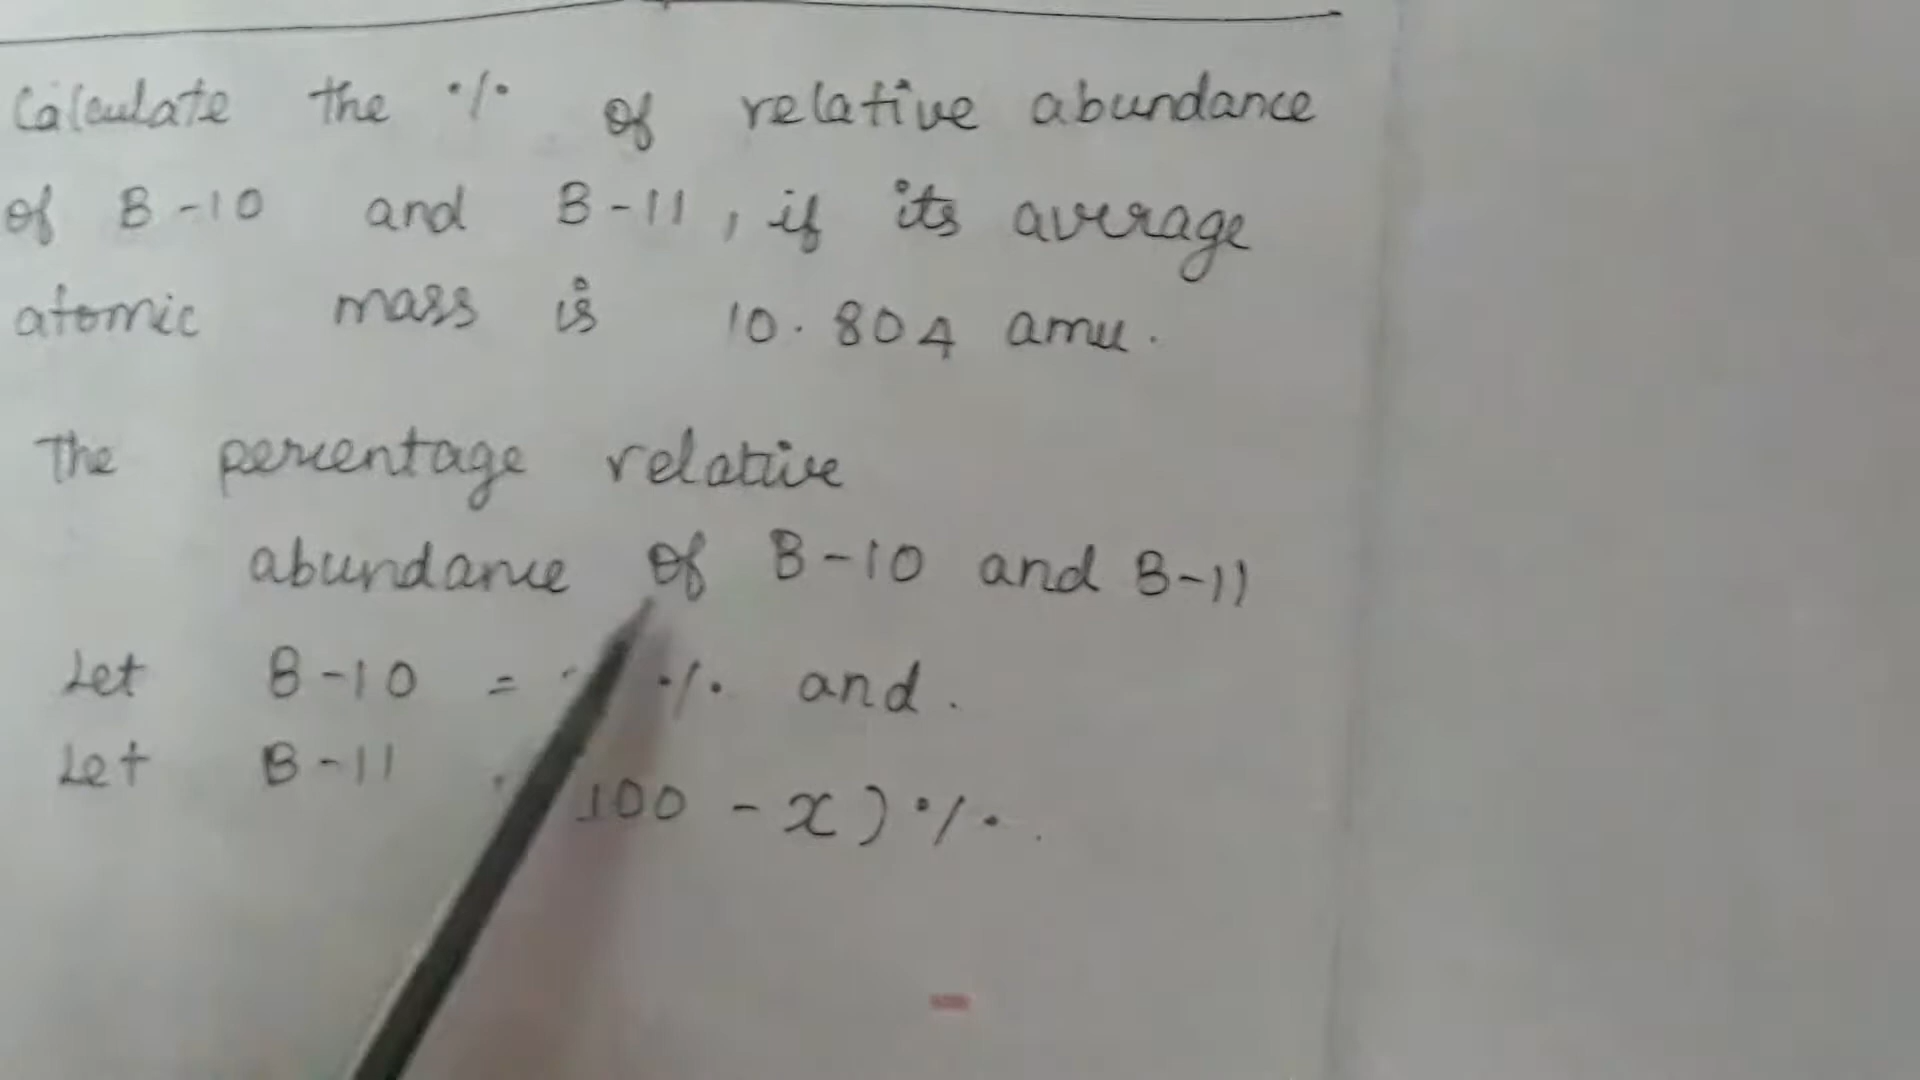 Calculate the % of relative abundance
of B-10 and B-11, if its average
atomic mass is 10.804 amu.
The percentage relative
abundance of B-10 and B-11
Let B-10 = % and.
Let B-11 100 - x) %.